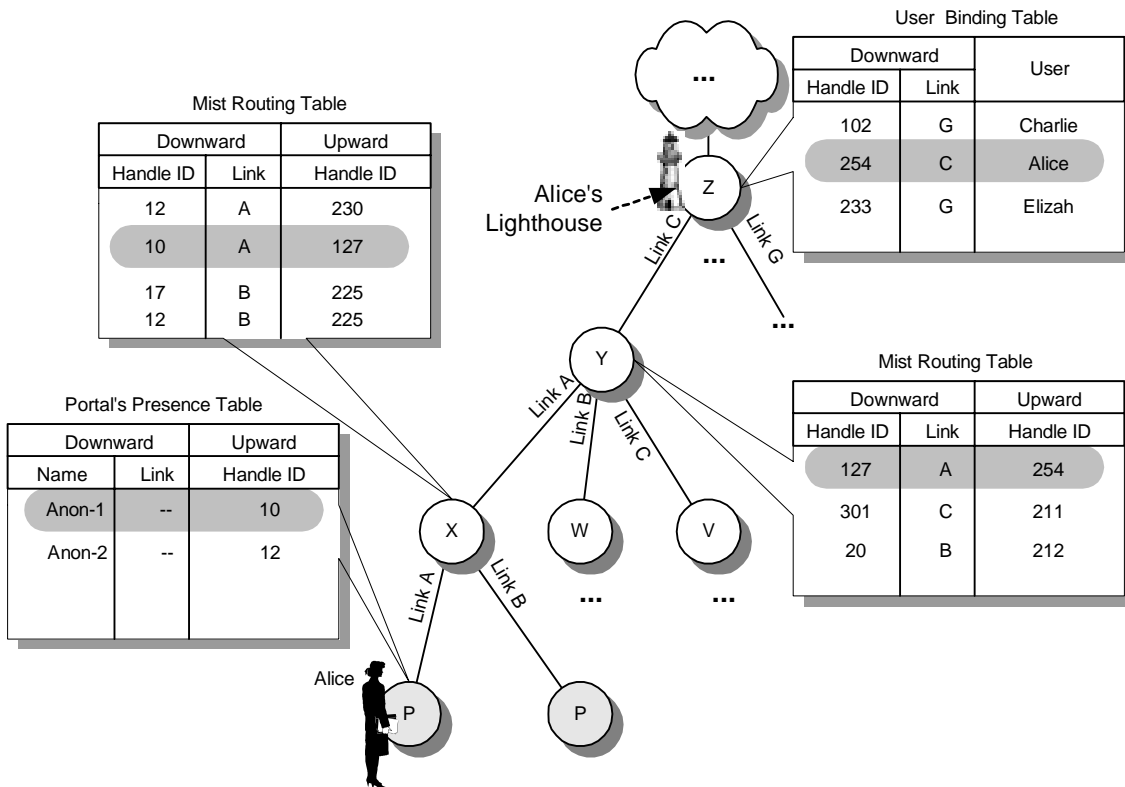 User Binding Table
Downward
User
Handle ID Link
102 G Charlie
254 C Alice
233 G Elizah
...
Mist Routing Table
Downward Upward
Handle ID Link Handle ID
12 A 230
10 A 127
17 B 225
12 B 225
Alice's
Lighthouse
Z
Link C
Link G
...
...
Y
Link A
Link B
Link C
Mist Routing Table
Downward Upward
Handle ID Link Handle ID
127 A 254
301 C 211
20 B 212
Portal's Presence Table
Downward Upward
Name Link Handle ID
Anon-1 -- 10
Anon-2 -- 12
X
W
V
...
...
Link A
Link B
Alice
P
P